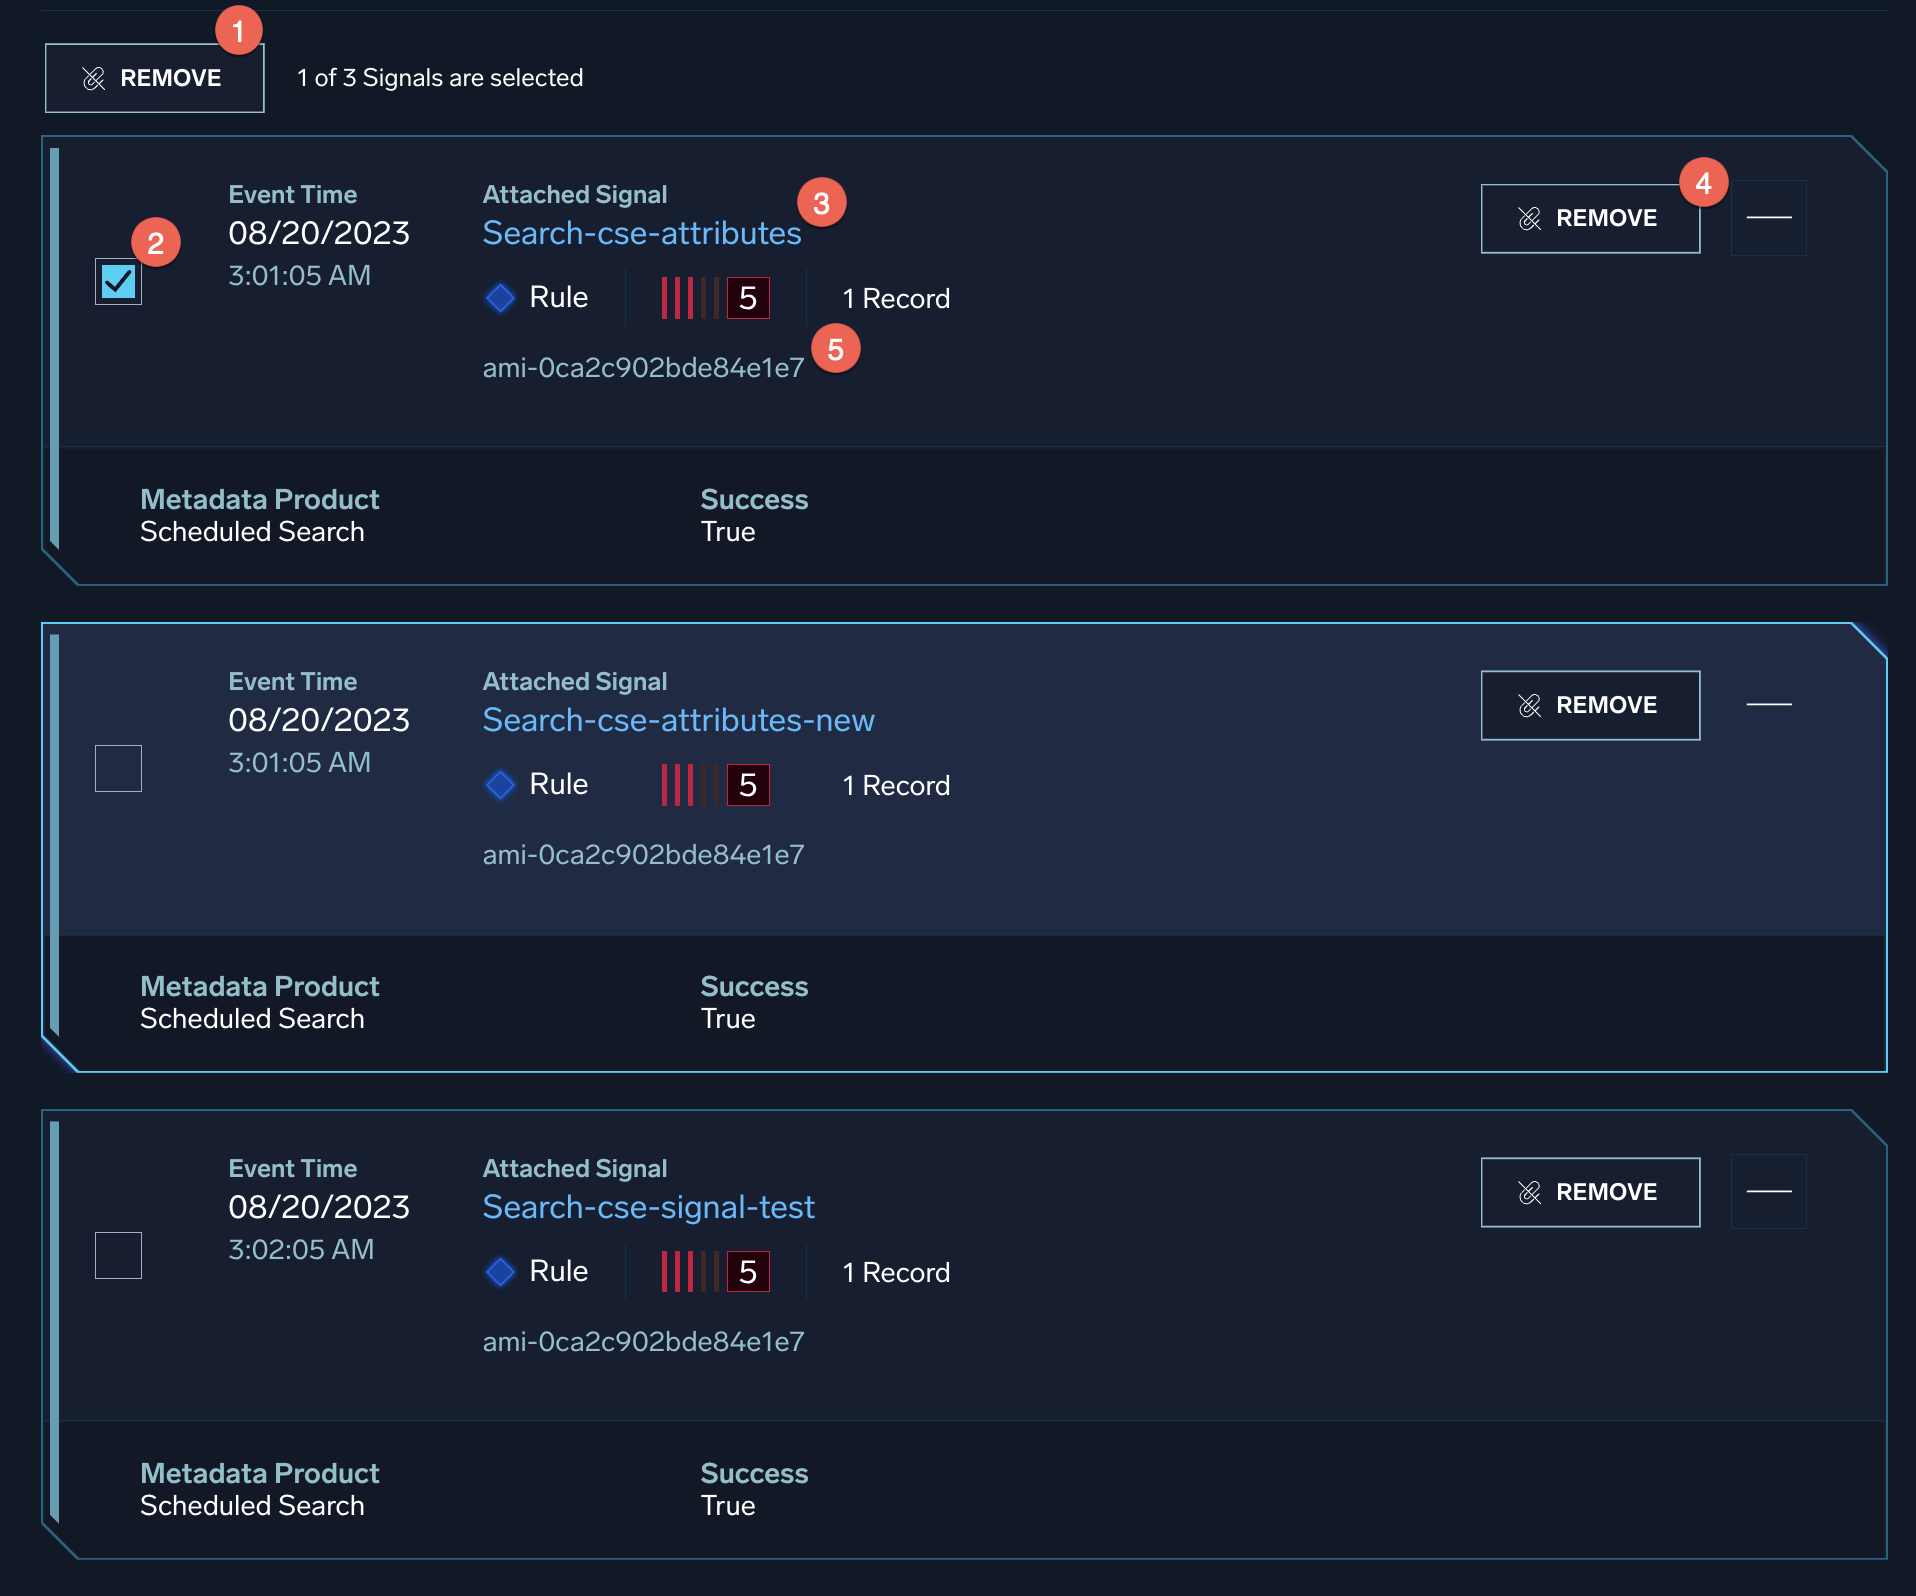 1
REMOVE
1 of 3 Signals are selected
Event Time
08/20/2023
3:01:05 AM
2
Attached Signal
Search-cse-attributes
3
Rule
5
1 Record
ami-0ca2c902bde84e1e7
5
REMOVE
4
Metadata Product
Scheduled Search
Success
True
Event Time
08/20/2023
3:01:05 AM
Attached Signal
Search-cse-attributes-new
Rule
5
1 Record
ami-0ca2c902bde84e1e7
REMOVE
Metadata Product
Scheduled Search
Success
True
Event Time
08/20/2023
3:02:05 AM
Attached Signal
Search-cse-signal-test
Rule
5
1 Record
ami-0ca2c902bde84e1e7
REMOVE
Metadata Product
Scheduled Search
Success
True